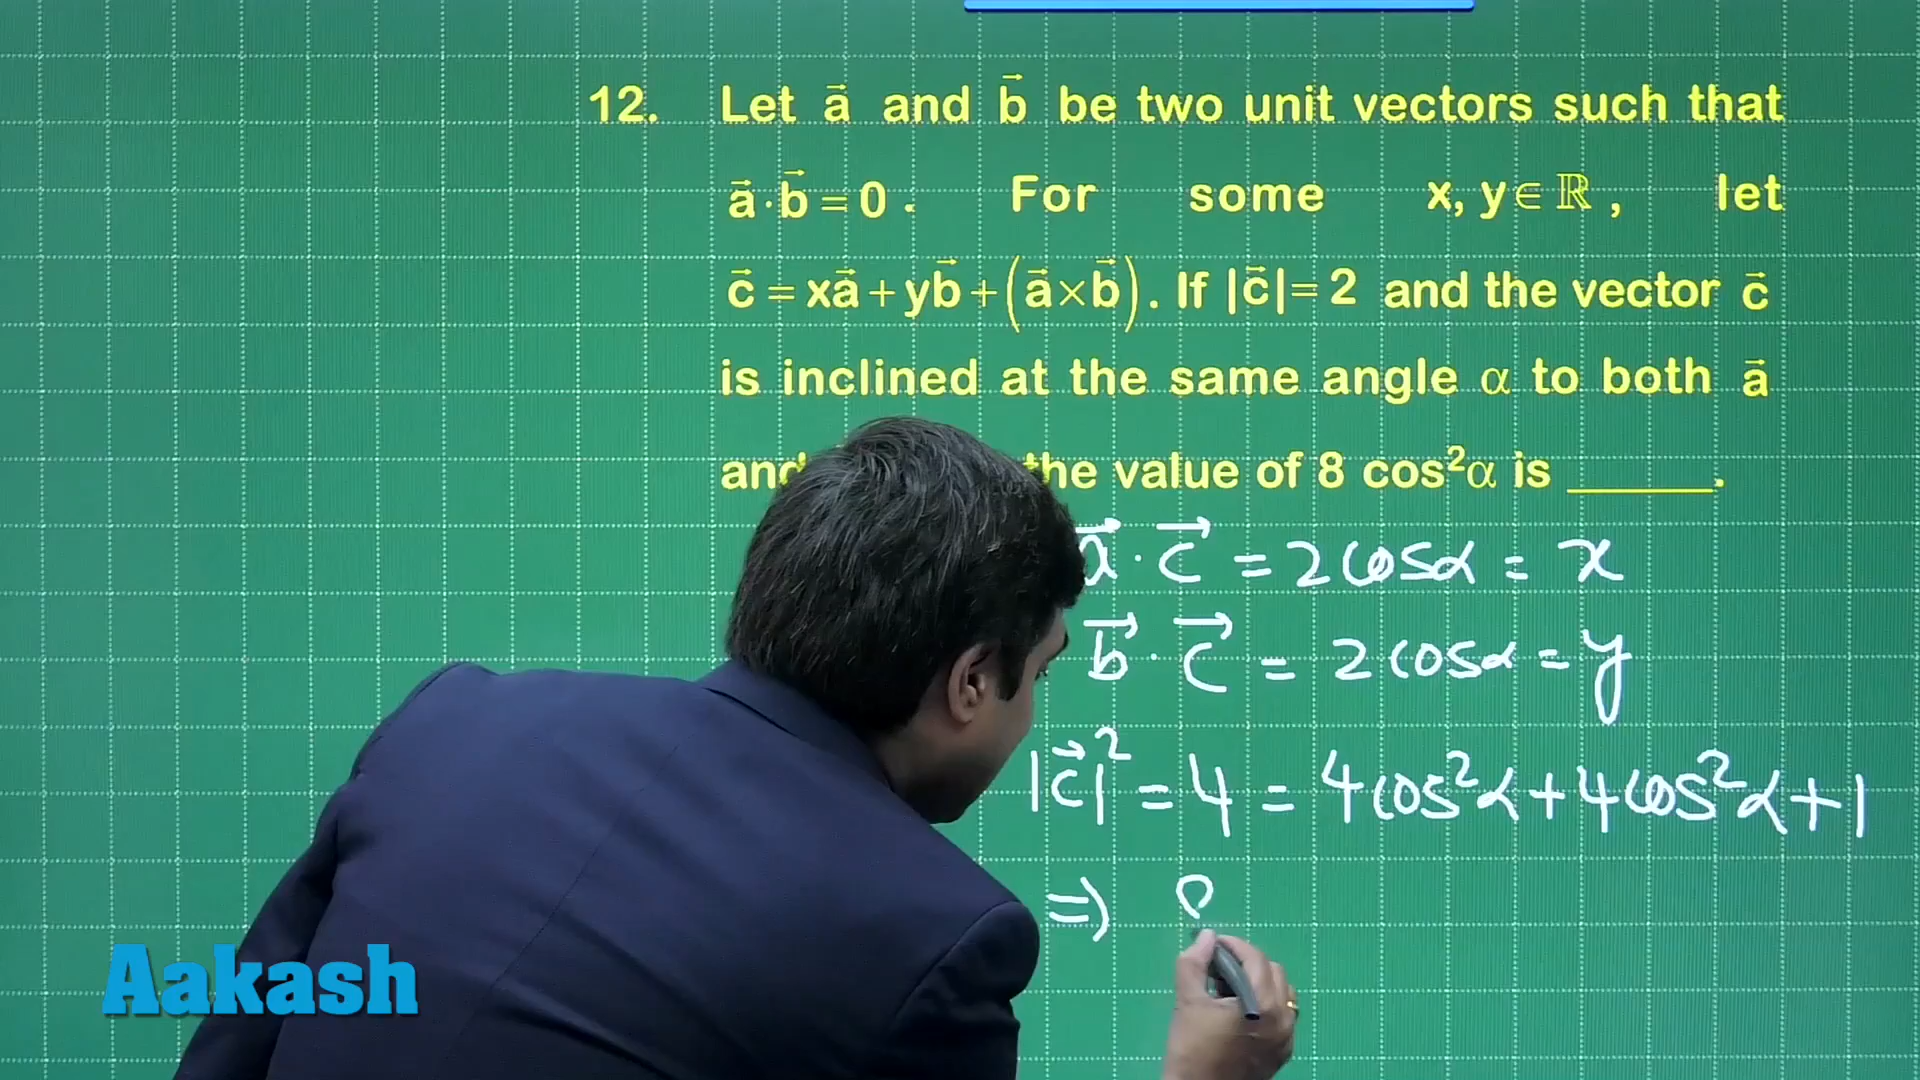 12. Let a⃗ and b⃗ be two unit vectors such that
a⃗·b⃗ = 0 . For some x, y ∈ ℝ , let
c⃗ = xa⃗ + yb⃗ + (a⃗ × b⃗) . If |c⃗| = 2 and the vector c⃗
is inclined at the same angle α to both a⃗
and the value of 8 cos²α is ______.
a⃗ · c⃗ = 2cosα = x
b⃗ · c⃗ = 2cosα = y
|c⃗|² = 4 = 4cos²α + 4cos²α + 1
⇒
Aakash